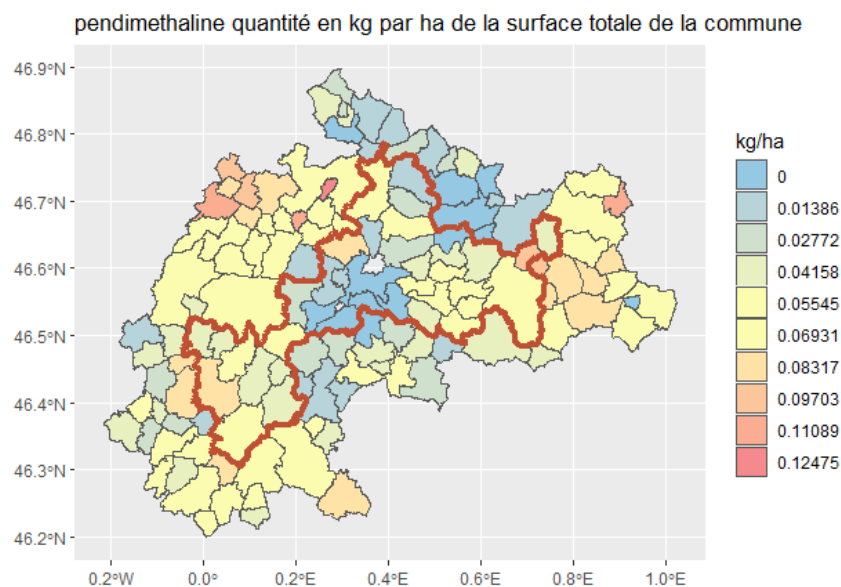 pendimethaline quantité en kg par ha de la surface totale de la commune
46.9°N
46.8°N
46.7°N
46.6°N
46.5°N
46.4°N
46.3°N
46.2°N
0.2°W 0.0° 0.2°E 0.4°E 0.6°E 0.8°E 1.0°E
kg/ha
0
0.01386
0.02772
0.04158
0.05545
0.06931
0.08317
0.09703
0.11089
0.12475